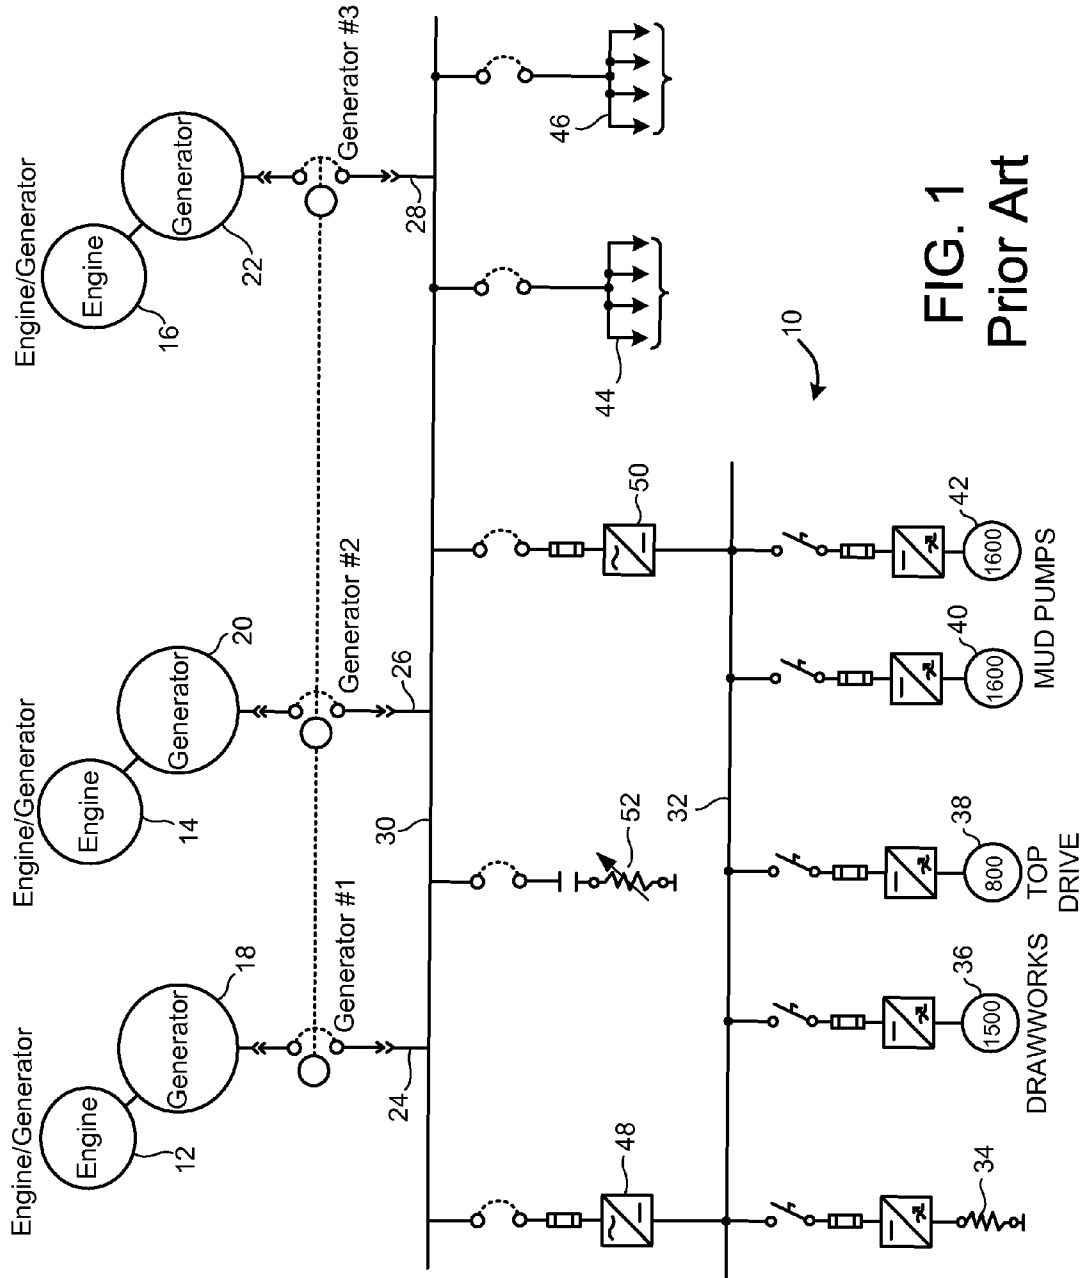 Engine/Generator
Engine/Generator
Engine/Generator
Engine
Generator
12
18
Engine
Generator
14
20
Engine
Generator
16
22
Generator #1
Generator #2
Generator #3
24
26
28
30
48
52
50
44
46
32
10
34
1500
36
DRAWWORKS
800
38
TOP
DRIVE
1600
40
1600
42
MUD PUMPS
FIG. 1
Prior Art